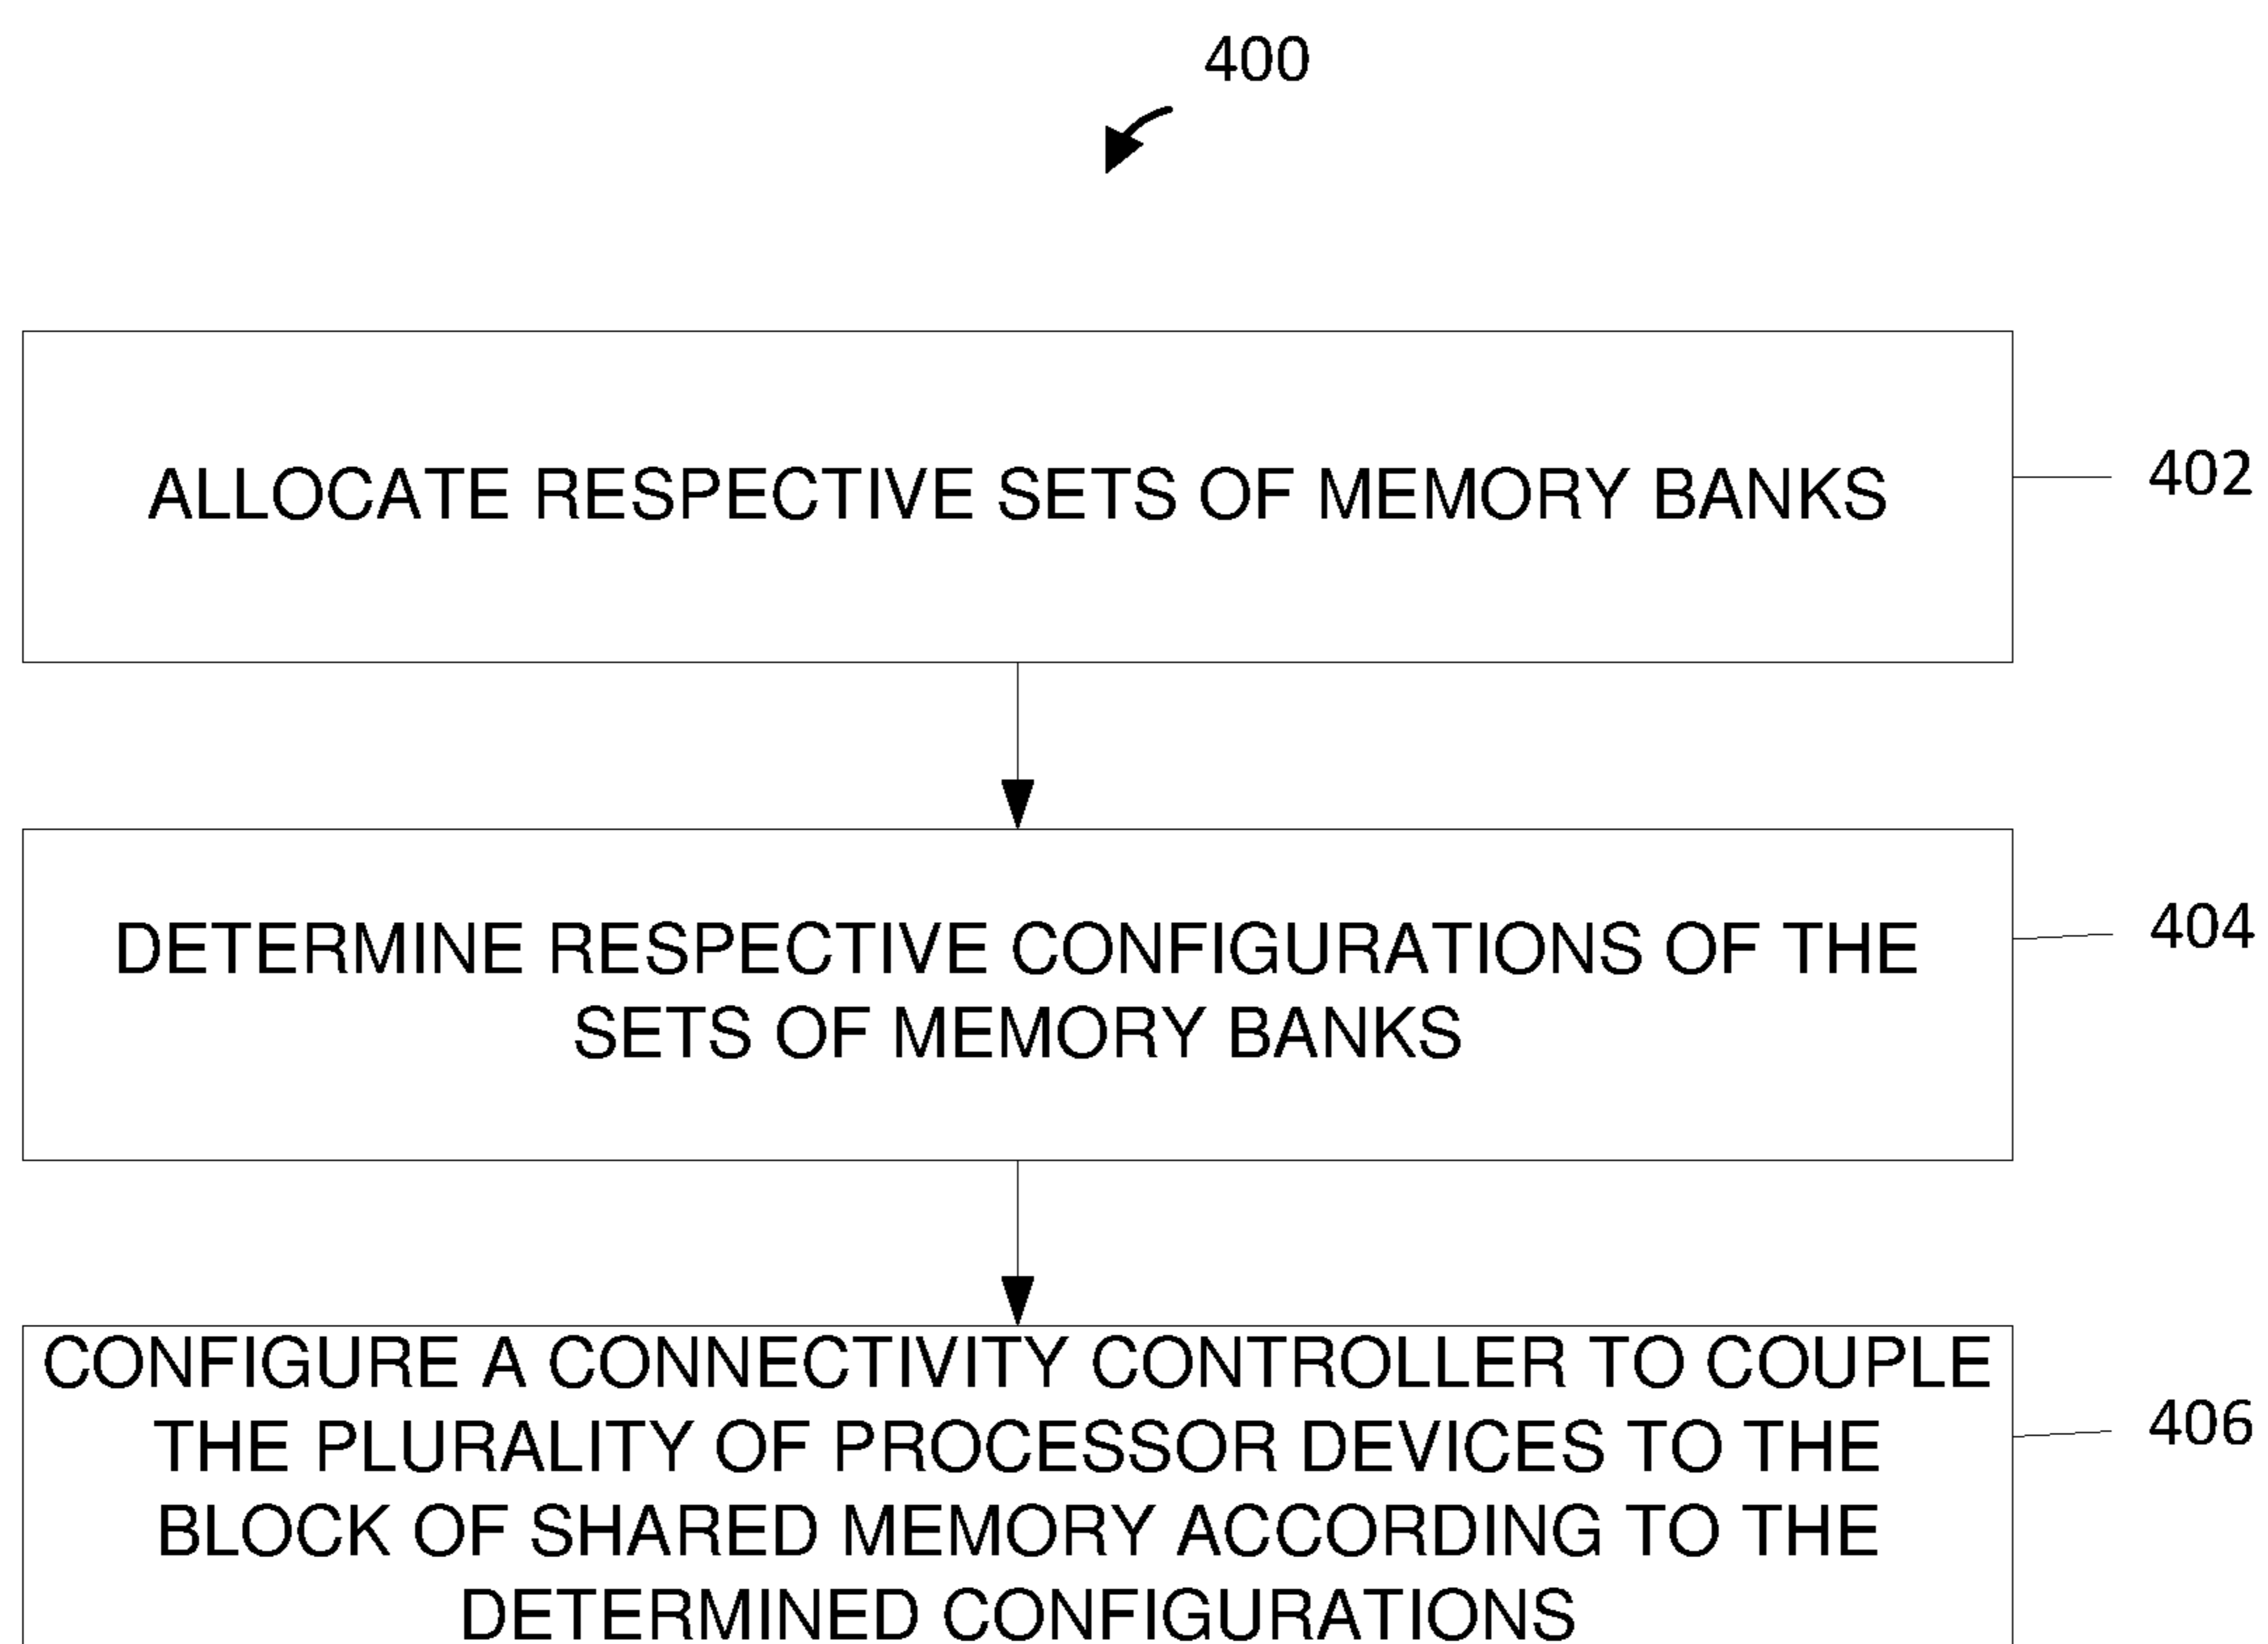 400
ALLOCATE RESPECTIVE SETS OF MEMORY BANKS
402
DETERMINE RESPECTIVE CONFIGURATIONS OF THE
SETS OF MEMORY BANKS
404
CONFIGURE A CONNECTIVITY CONTROLLER TO COUPLE
THE PLURALITY OF PROCESSOR DEVICES TO THE
BLOCK OF SHARED MEMORY ACCORDING TO THE
DETERMINED CONFIGURATIONS
406